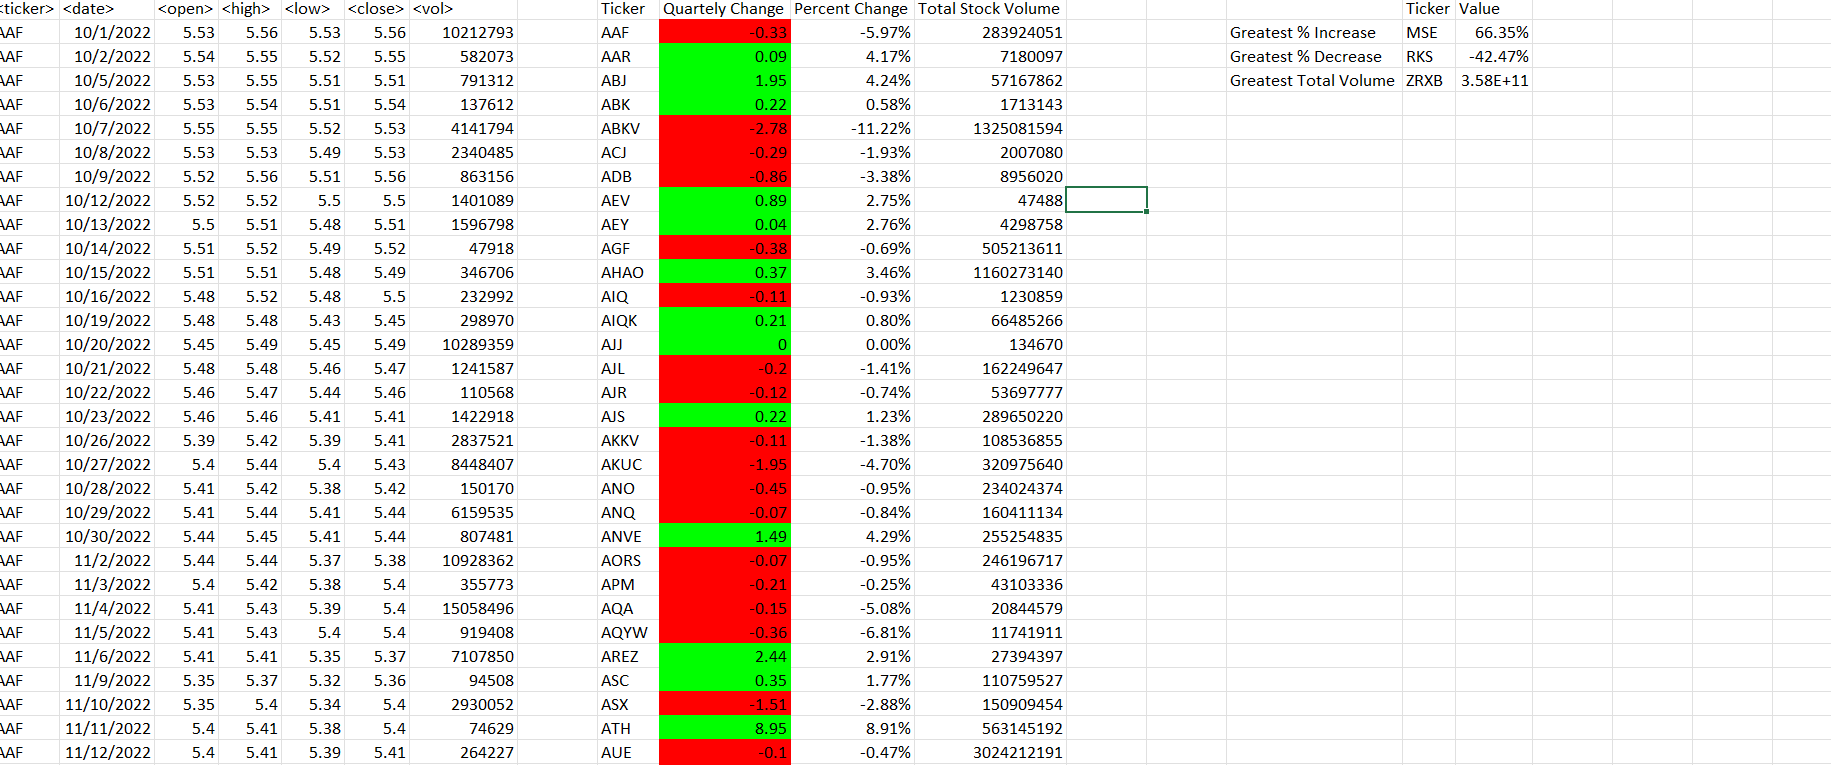 <ticker> <date> <open> <high> <low> <close> <vol> Ticker Quartely Change Percent Change Total Stock Volume Ticker Value
AAF 10/1/2022 5.53 5.56 5.53 5.56 10212793 AAF -0.33 -5.97% 283924051 Greatest % Increase MSE 66.35%
AAF 10/2/2022 5.54 5.55 5.52 5.55 582073 AAR 0.09 4.17% 7180097 Greatest % Decrease RKS -42.47%
AAF 10/5/2022 5.53 5.55 5.51 5.51 791312 ABJ 1.95 4.24% 57167862 Greatest Total Volume ZRXB 3.58E+11
AAF 10/6/2022 5.53 5.54 5.51 5.54 137612 ABK 0.22 0.58% 1713143
AAF 10/7/2022 5.55 5.55 5.52 5.53 4141794 ABKV -2.78 -11.22% 1325081594
AAF 10/8/2022 5.53 5.53 5.49 5.53 2340485 ACJ -0.29 -1.93% 2007080
AAF 10/9/2022 5.52 5.56 5.51 5.56 863156 ADB -0.86 -3.38% 8956020
AAF 10/12/2022 5.52 5.52 5.5 5.5 1401089 AEV 0.89 2.75% 47488
AAF 10/13/2022 5.5 5.51 5.48 5.51 1596798 AEY 0.04 2.76% 4298758
AAF 10/14/2022 5.51 5.52 5.49 5.52 47918 AGF -0.38 -0.69% 505213611
AAF 10/15/2022 5.51 5.51 5.48 5.49 346706 AHAO 0.37 3.46% 1160273140
AAF 10/16/2022 5.48 5.52 5.48 5.5 232992 AIQ -0.11 -0.93% 1230859
AAF 10/19/2022 5.48 5.48 5.43 5.45 298970 AIQK 0.21 0.80% 66485266
AAF 10/20/2022 5.45 5.49 5.45 5.49 10289359 AJJ 0 0.00% 134670
AAF 10/21/2022 5.48 5.48 5.46 5.47 1241587 AJL -0.2 -1.41% 162249647
AAF 10/22/2022 5.46 5.47 5.44 5.46 110568 AJR -0.12 -0.74% 53697777
AAF 10/23/2022 5.46 5.46 5.41 5.41 1422918 AJS 0.22 1.23% 289650220
AAF 10/26/2022 5.39 5.42 5.39 5.41 2837521 AKKV -0.11 -1.38% 108536855
AAF 10/27/2022 5.4 5.44 5.4 5.43 8448407 AKUC -1.95 -4.70% 320975640
AAF 10/28/2022 5.41 5.42 5.38 5.42 150170 ANO -0.45 -0.95% 234024374
AAF 10/29/2022 5.41 5.44 5.41 5.44 6159535 ANQ -0.07 -0.84% 160411134
AAF 10/30/2022 5.44 5.45 5.41 5.44 807481 ANVE 1.49 4.29% 255254835
AAF 11/2/2022 5.44 5.44 5.37 5.38 10928362 AORS -0.07 -0.95% 246196717
AAF 11/3/2022 5.4 5.42 5.38 5.4 355773 APM -0.21 -0.25% 43103336
AAF 11/4/2022 5.41 5.43 5.39 5.4 15058496 AQA -0.15 -5.08% 20844579
AAF 11/5/2022 5.41 5.43 5.4 5.4 919408 AQYW -0.36 -6.81% 11741911
AAF 11/6/2022 5.41 5.41 5.35 5.37 7107850 AREZ 2.44 2.91% 27394397
AAF 11/9/2022 5.35 5.37 5.32 5.36 94508 ASC 0.35 1.77% 110759527
AAF 11/10/2022 5.35 5.4 5.34 5.4 2930052 ASX -1.51 -2.88% 150909454
AAF 11/11/2022 5.4 5.41 5.38 5.4 74629 ATH 8.95 8.91% 563145192
AAF 11/12/2022 5.4 5.41 5.39 5.41 264227 AUE -0.1 -0.47% 3024212191